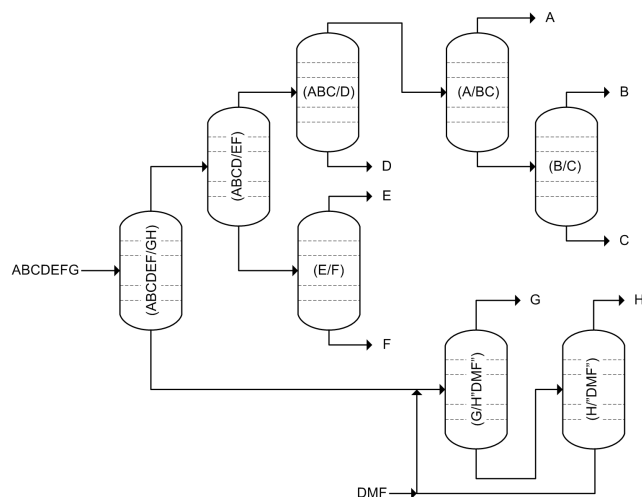 A
(ABC/D)
(A/BC)
B
(ABCD/EF)
D
(B/C)
E
(ABCDEF/GH)
C
ABCDEFG
(E/F)
G
H
F
(G/H"DMF")
(H/"DMF")
DMF